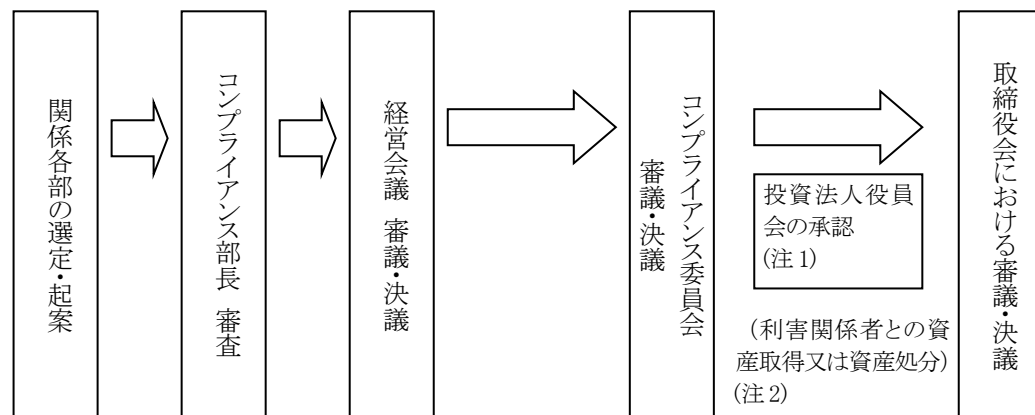 関係各部の選定・起案
コンプライアンス部長 審査
経営会議 審議・決議
コンプライアンス委員会
審議・決議
投資法人役員
会の承認
(注 1)
（利害関係者との資
産取得又は資産処分）
(注 2)
取締役会における審議・決議